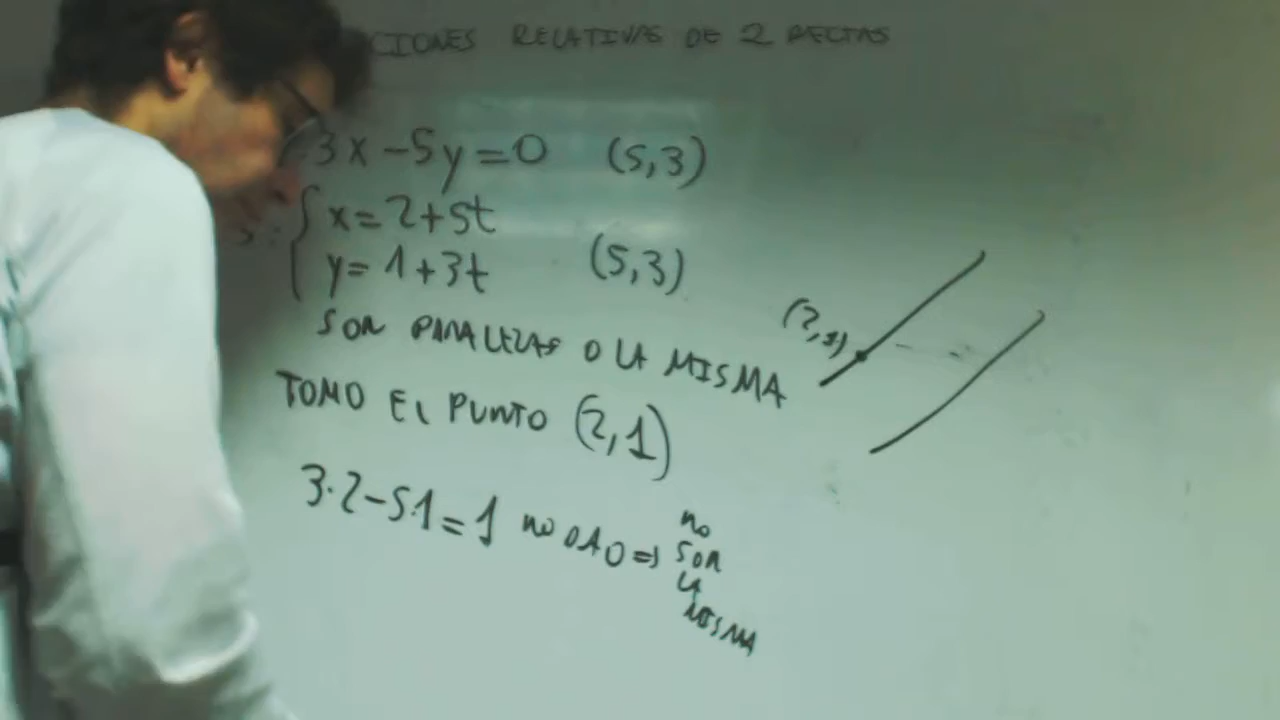 CIONES RELATIVAS DE 2 RECTAS
3x-5y=0 (5,3)
x=2+5t
y=1+3t (5,3)
SON PARALELAS O LA MISMA
(2,1)
TOMO EL PUNTO (2,1)
3·2-5·1=1 no DA 0 ⇒ no
SON
LA
MISMA